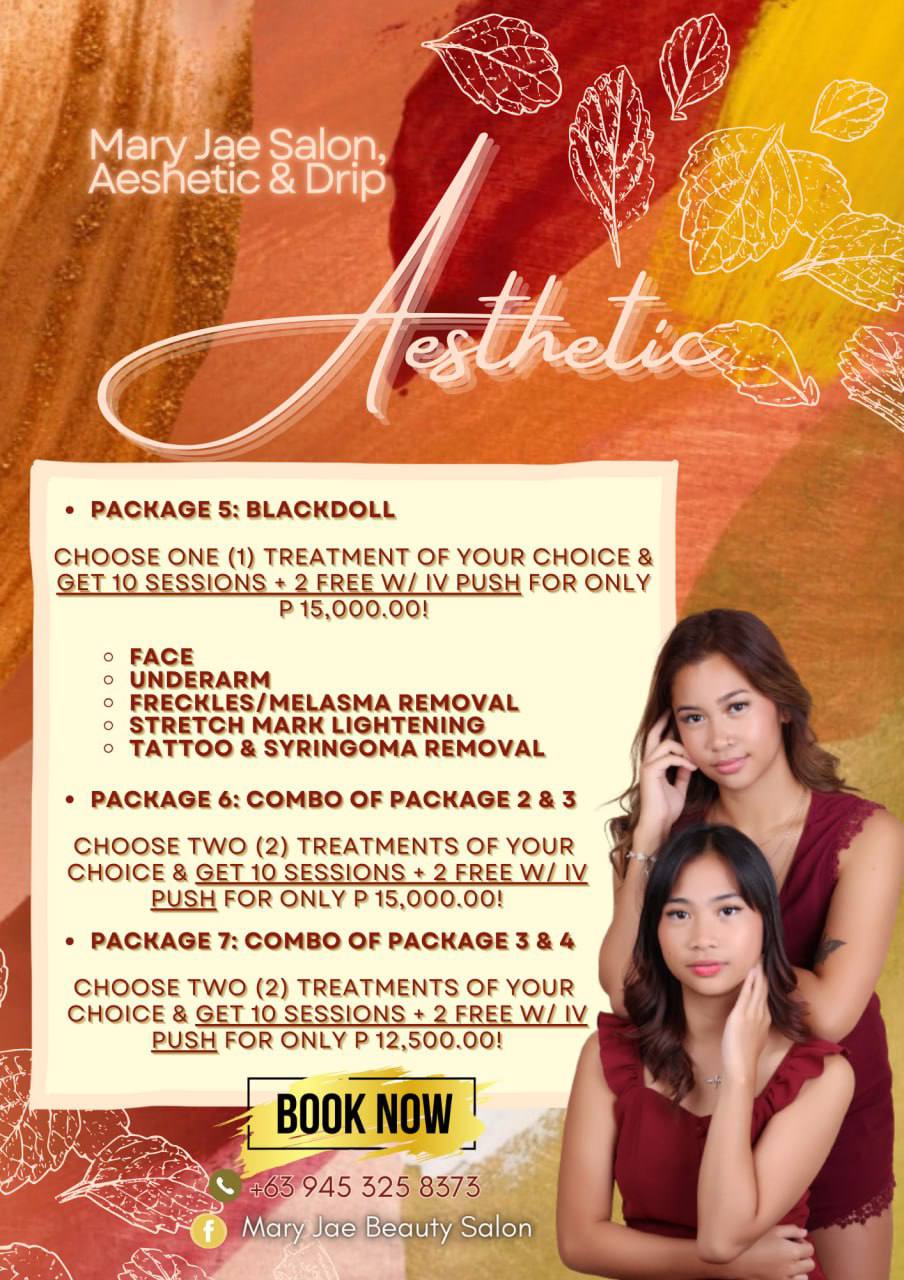 Mary Jae Salon,
Aeshetic & Drip
Aesthetic
• PACKAGE 5: BLACKDOLL
CHOOSE ONE (1) TREATMENT OF YOUR CHOICE &
GET 10 SESSIONS + 2 FREE W/ IV PUSH FOR ONLY
P 15,000.00!
○ FACE
○ UNDERARM
○ FRECKLES/MELASMA REMOVAL
○ STRETCH MARK LIGHTENING
○ TATTOO & SYRINGOMA REMOVAL
• PACKAGE 6: COMBO OF PACKAGE 2 & 3
CHOOSE TWO (2) TREATMENTS OF YOUR
CHOICE & GET 10 SESSIONS + 2 FREE W/ IV
PUSH FOR ONLY P 15,000.00!
• PACKAGE 7: COMBO OF PACKAGE 3 & 4
CHOOSE TWO (2) TREATMENTS OF YOUR
CHOICE & GET 10 SESSIONS + 2 FREE W/ IV
PUSH FOR ONLY P 12,500.00!
BOOK NOW
+63 945 325 8373
f Mary Jae Beauty Salon